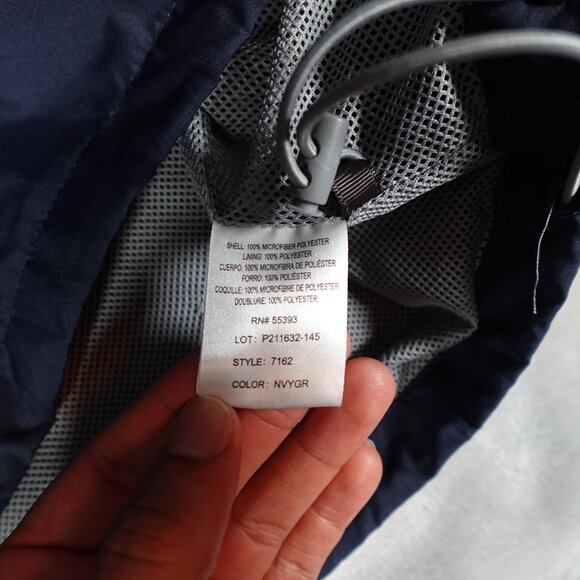 SHELL: 100% MICROFIBER POLYESTER
LINING: 100% POLYESTER
CUERPO: 100% MICROFIBRA DE POLIÉSTER
FORRO: 100% POLIÉSTER
COQUILLE: 100% MICROFIBRE DE POLYESTER
DOUBLURE: 100% POLYESTER
RN# 55393
LOT: P211632-145
STYLE: 7162
COLOR: NVYGR